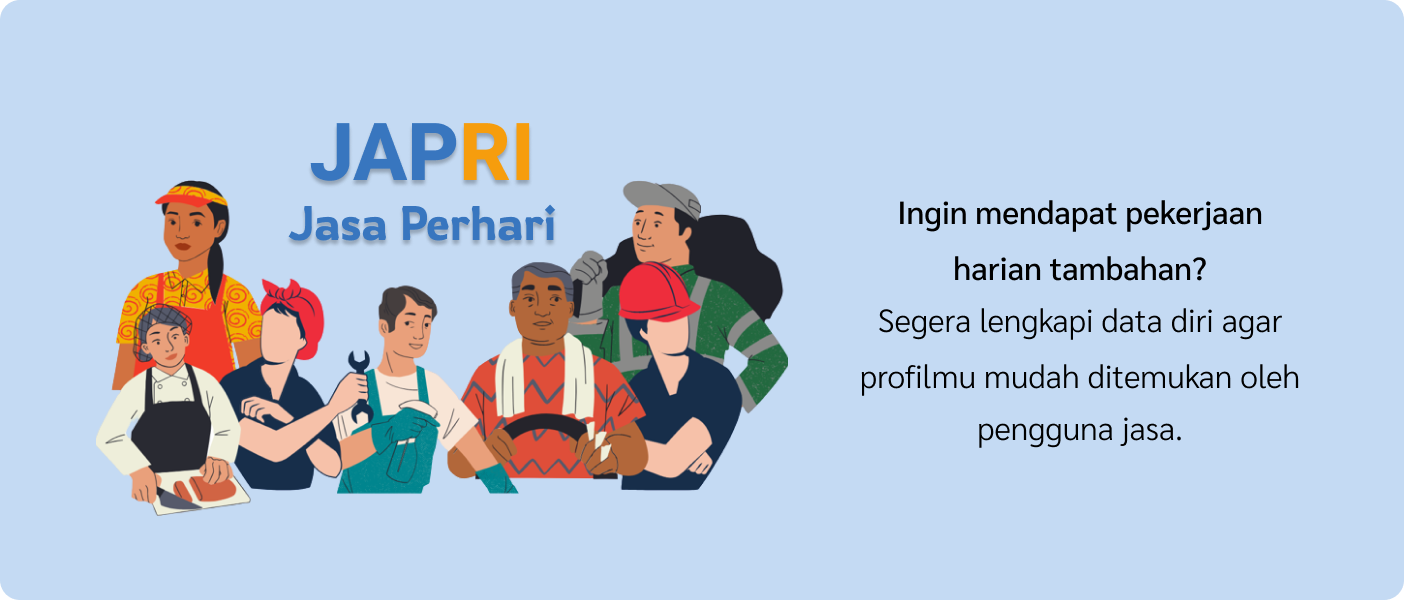 JAPRI
Jasa Perhari
Ingin mendapat pekerjaan
harian tambahan?
Segera lengkapi data diri agar
profilmu mudah ditemukan oleh
pengguna jasa.